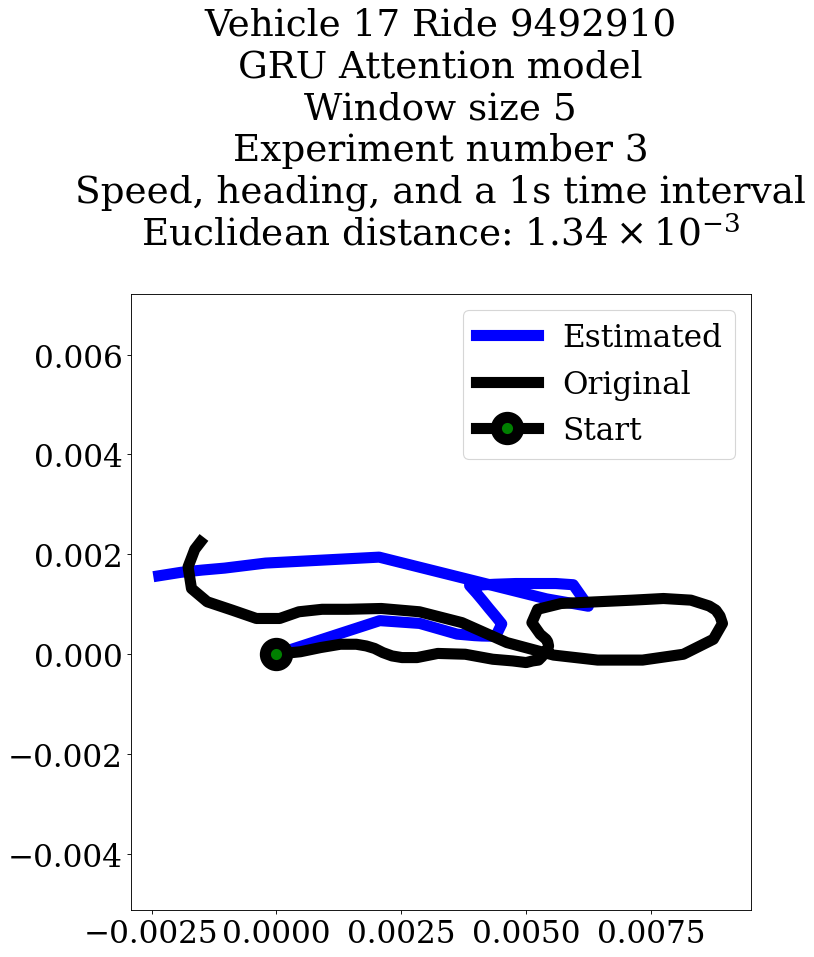 Vehicle 17 Ride 9492910
GRU Attention model
Window size 5
Experiment number 3
Speed, heading, and a 1s time interval
Euclidean distance: 1.34 × 10⁻³
Estimated
Original
Start
0.006
0.004
0.002
0.000
−0.002
−0.004
−0.0025 0.0000 0.0025 0.0050 0.0075